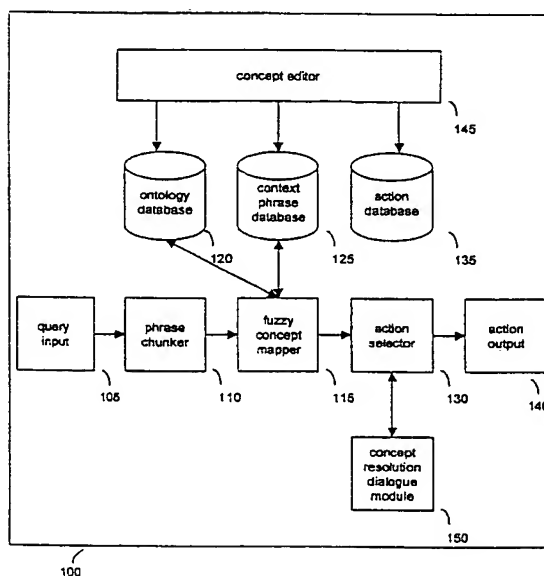 concept editor
145
ontology
database
120
context
phrase
database
125
action
database
135
query
input
105
phrase
chunker
110
fuzzy
concept
mapper
115
action
selector
130
action
output
140
concept
resolution
dialogue
module
150
100